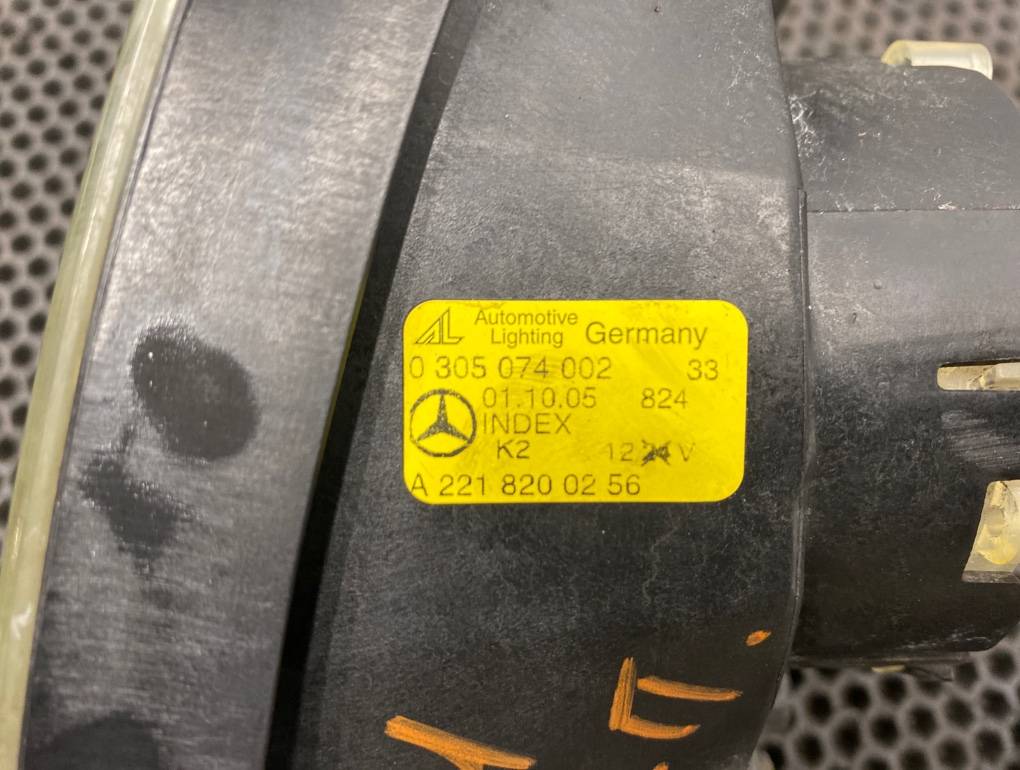 AL Automotive
Lighting Germany
0 305 074 002 33
01.10.05 824
INDEX
K2 12 24 V
A 221 820 02 56